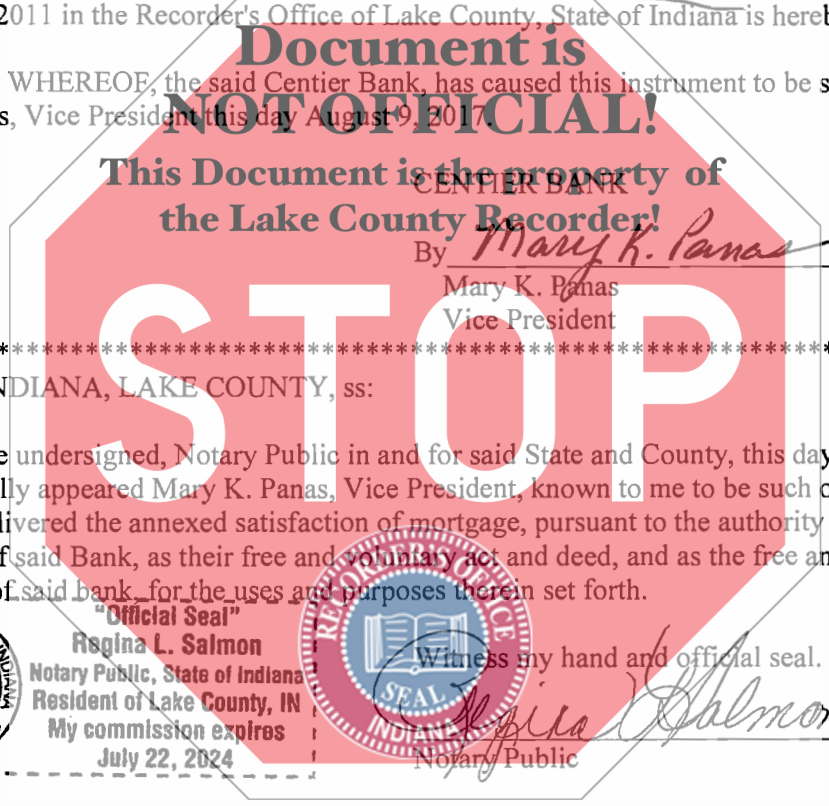 2011 in the Recorder's Office of Lake County, State of Indiana is hereb
Document is
WHEREOF, the said Centier Bank, has caused this instrument to be s
s, Vice President this day August 9, 2017.
NOT OFFICIAL!
This Document is the property of
CENTIER BANK
the Lake County Recorder!
By Mary K. Panas
Mary K. Panas
Vice President
STOP
NDIANA, LAKE COUNTY, ss:
e undersigned, Notary Public in and for said State and County, this day
lly appeared Mary K. Panas, Vice President, known to me to be such o
livered the annexed satisfaction of mortgage, pursuant to the authority
f said Bank, as their free and voluntary act and deed, and as the free an
of said bank, for the uses and purposes therein set forth.
"Official Seal"
Regina L. Salmon
Notary Public, State of Indiana
Resident of Lake County, IN
My commission expires
July 22, 2024
INDIANA
RECORDER'S OFFICE
SEAL
INDIANA
Witness my hand and official seal.
Regina L Salmon
Notary Public